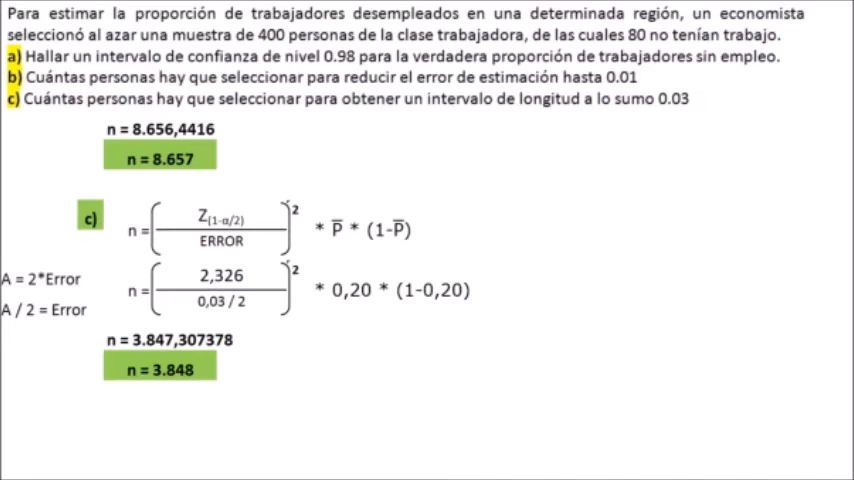 Para estimar la proporción de trabajadores desempleados en una determinada región, un economista
seleccionó al azar una muestra de 400 personas de la clase trabajadora, de las cuales 80 no tenían trabajo.
a) Hallar un intervalo de confianza de nivel 0.98 para la verdadera proporción de trabajadores sin empleo.
b) Cuántas personas hay que seleccionar para reducir el error de estimación hasta 0.01
c) Cuántas personas hay que seleccionar para obtener un intervalo de longitud a lo sumo 0.03
n = 8.656,4416
n = 8.657
c) n = ( Z(1-α/2) / ERROR )² * P̅ * (1-P̅)
A = 2*Error
n = ( 2,326 / 0,03 / 2 )² * 0,20 * (1-0,20)
A / 2 = Error
n = 3.847,307378
n = 3.848